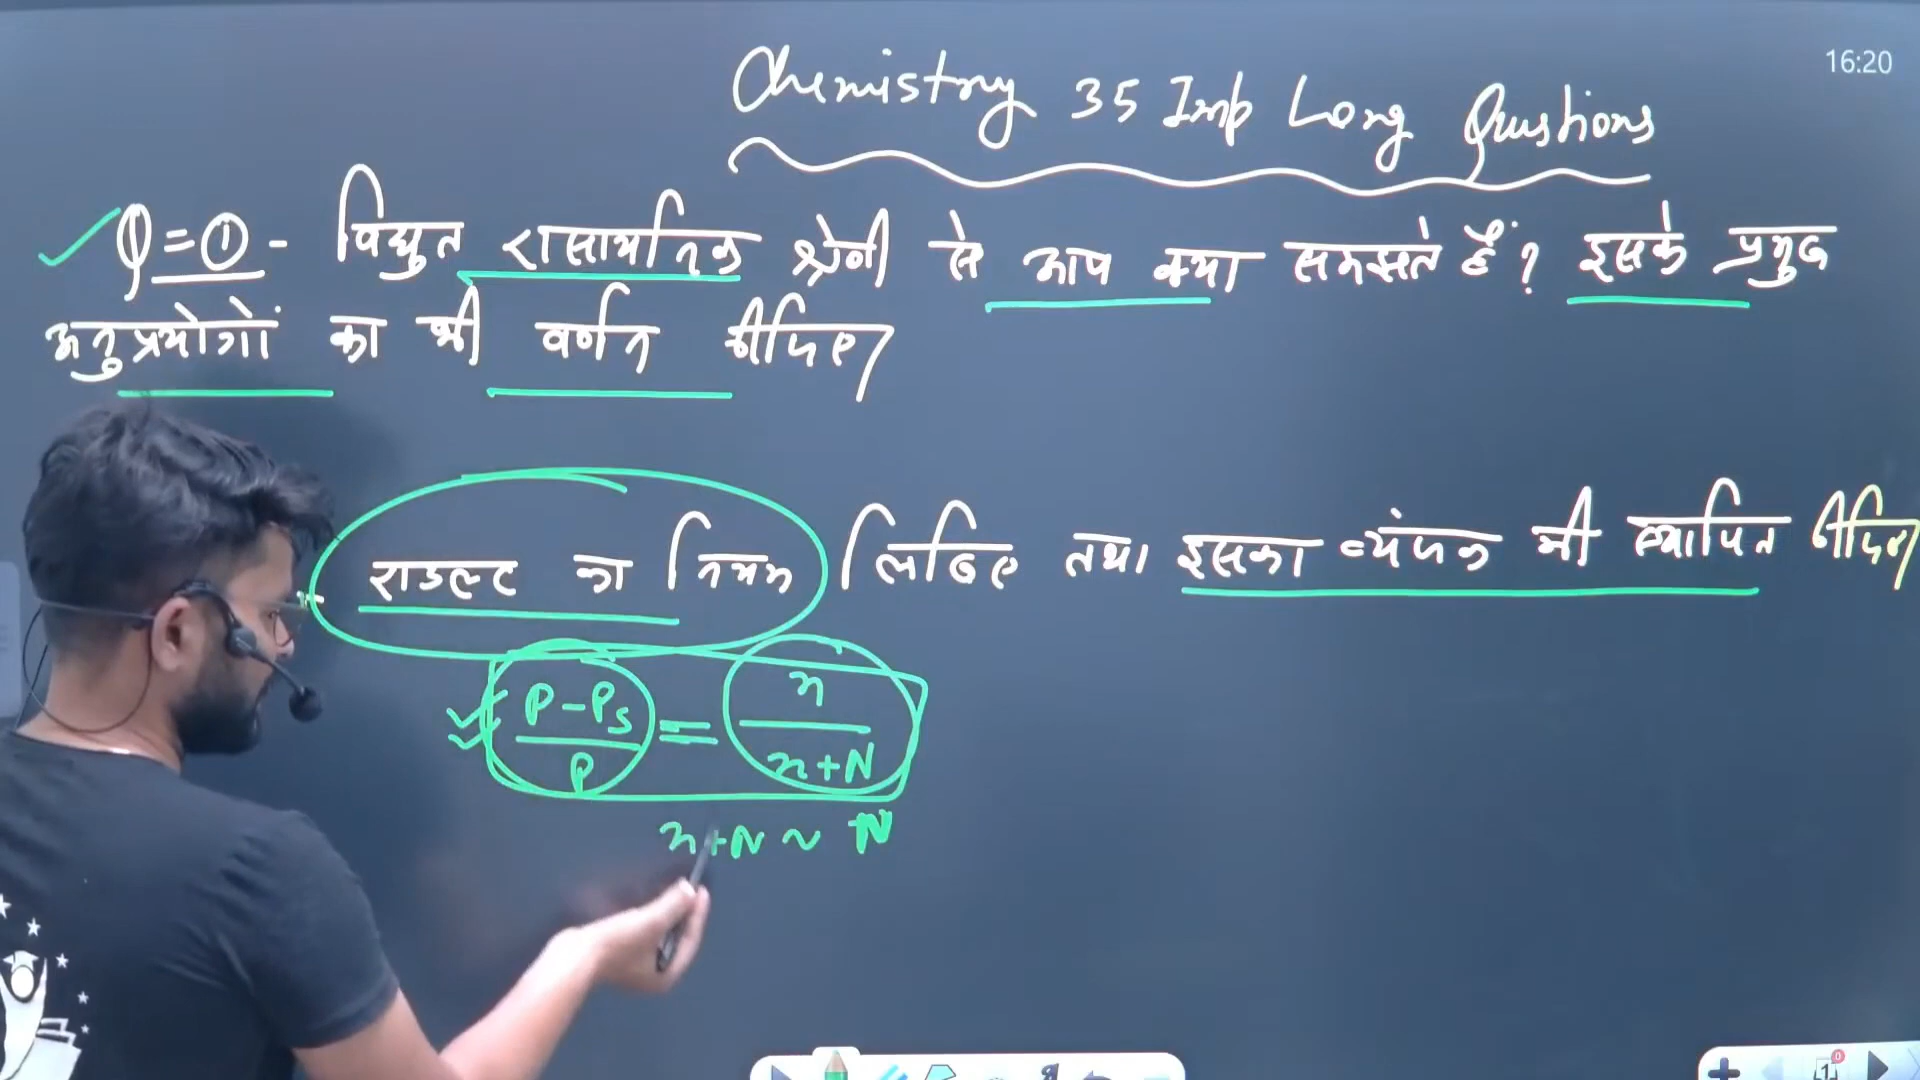 16:20
Chemistry 35 Imp Long Questions
Q=① - विद्युत रासायनिक श्रेणी से आप क्या समझते हैं? इसके प्रमुख
अनुप्रयोगों का भी वर्णन कीजिए।
राउल्ट का नियम लिखिए तथा इसका व्यंजक भी स्थापित कीजिए।
P-Ps/P = n/n+N
n+N ~ N